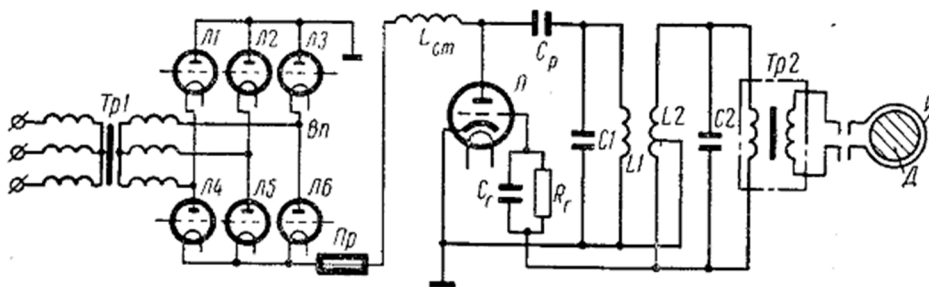 Л1 Л2 Л3
Lст
Cр
Тр1
Вп
Л
C1
L1
L2
C2
Тр2
И
Д
Л4 Л5 Л6
Пр
Cг
Rг